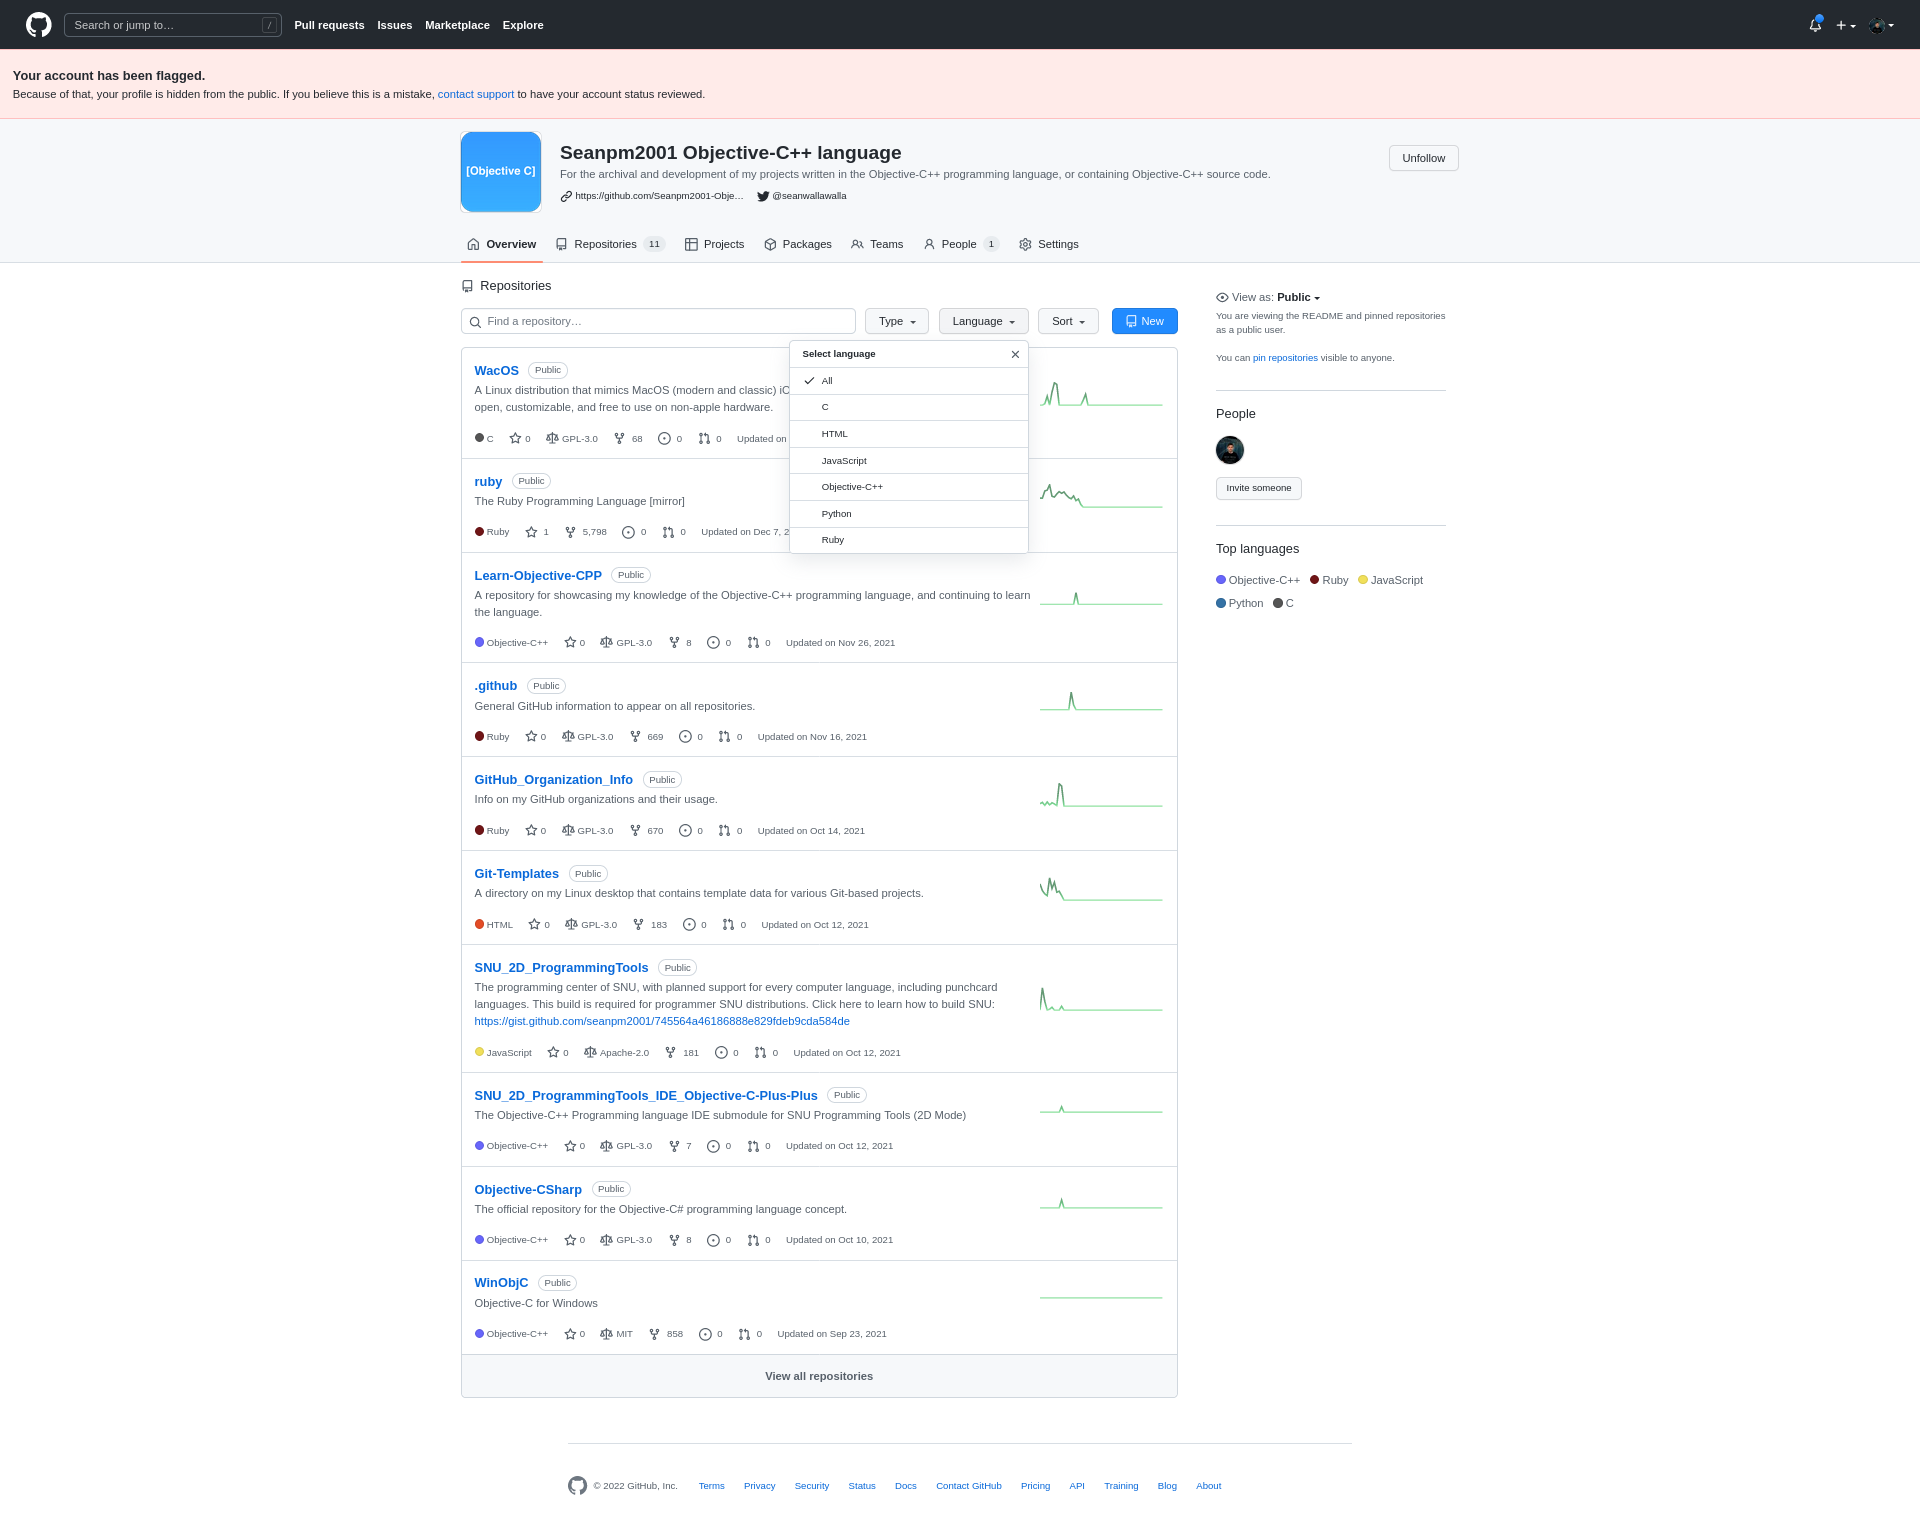 Search or jump to…
/
Pull requests Issues Marketplace Explore
Your account has been flagged.
Because of that, your profile is hidden from the public. If you believe this is a mistake, contact support to have your account status reviewed.
[Objective C]
Seanpm2001 Objective-C++ language
For the archival and development of my projects written in the Objective-C++ programming language, or containing Objective-C++ source code.
https://github.com/Seanpm2001-Obje… @seanwallawalla
Unfollow
Overview Repositories 11 Projects Packages Teams People 1 Settings
Repositories
Find a repository…
Type Language Sort New
Select language
All
C
HTML
JavaScript
Objective-C++
Python
Ruby
WacOS Public
A Linux distribution that mimics MacOS (modern and classic) iO
open, customizable, and free to use on non-apple hardware.
C 0 GPL-3.0 68 0 0 Updated on
ruby Public
The Ruby Programming Language [mirror]
Ruby 1 5,798 0 0 Updated on Dec 7, 2
Learn-Objective-CPP Public
A repository for showcasing my knowledge of the Objective-C++ programming language, and continuing to learn
the language.
Objective-C++ 0 GPL-3.0 8 0 0 Updated on Nov 26, 2021
.github Public
General GitHub information to appear on all repositories.
Ruby 0 GPL-3.0 669 0 0 Updated on Nov 16, 2021
GitHub_Organization_Info Public
Info on my GitHub organizations and their usage.
Ruby 0 GPL-3.0 670 0 0 Updated on Oct 14, 2021
Git-Templates Public
A directory on my Linux desktop that contains template data for various Git-based projects.
HTML 0 GPL-3.0 183 0 0 Updated on Oct 12, 2021
SNU_2D_ProgrammingTools Public
The programming center of SNU, with planned support for every computer language, including punchcard
languages. This build is required for programmer SNU distributions. Click here to learn how to build SNU:
https://gist.github.com/seanpm2001/745564a46186888e829fdeb9cda584de
JavaScript 0 Apache-2.0 181 0 0 Updated on Oct 12, 2021
SNU_2D_ProgrammingTools_IDE_Objective-C-Plus-Plus Public
The Objective-C++ Programming language IDE submodule for SNU Programming Tools (2D Mode)
Objective-C++ 0 GPL-3.0 7 0 0 Updated on Oct 12, 2021
Objective-CSharp Public
The official repository for the Objective-C# programming language concept.
Objective-C++ 0 GPL-3.0 8 0 0 Updated on Oct 10, 2021
WinObjC Public
Objective-C for Windows
Objective-C++ 0 MIT 858 0 0 Updated on Sep 23, 2021
View all repositories
View as: Public
You are viewing the README and pinned repositories
as a public user.
You can pin repositories visible to anyone.
People
Invite someone
Top languages
Objective-C++ Ruby JavaScript
Python C
© 2022 GitHub, Inc. Terms Privacy Security Status Docs Contact GitHub Pricing API Training Blog About